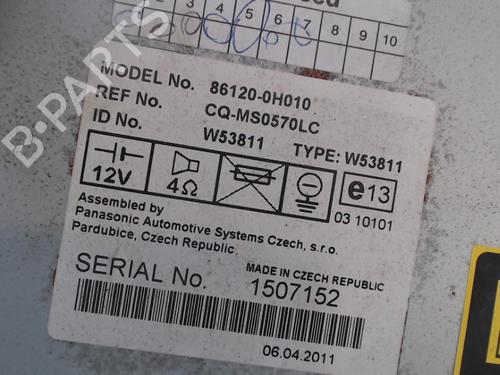 1 2 3 4 5 6 7 8 9 10
MODEL No. 86120-0H010
REF No. CQ-MS0570LC
ID No. W53811 TYPE: W53811
12V 4Ω e13
03 10101
Assembled by
Panasonic Automotive Systems Czech, s.r.o.
Pardubice, Czech Republic
SERIAL No. MADE IN CZECH REPUBLIC
1507152
06.04.2011